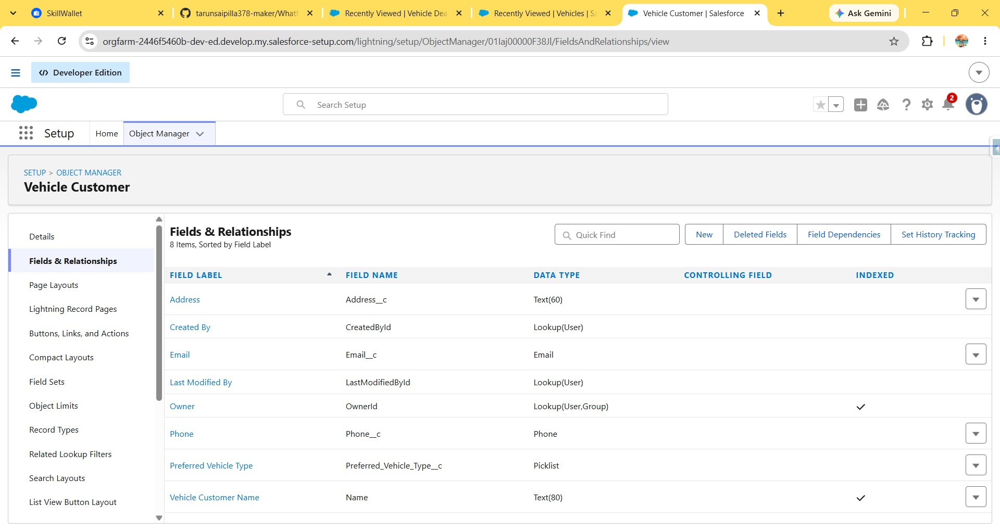 SkillWallet
tarunsaipilla378-maker/What
Recently Viewed | Vehicle Dea
Recently Viewed | Vehicles | Sa
Vehicle Customer | Salesforce
Ask Gemini
orgfarm-2446f5460b-dev-ed.develop.my.salesforce-setup.com/lightning/setup/ObjectManager/01Iaj00000F38Jl/FieldsAndRelationships/view
Developer Edition
Search Setup
2
Setup
Home
Object Manager
SETUP > OBJECT MANAGER
Vehicle Customer
Details
Fields & Relationships
Page Layouts
Lightning Record Pages
Buttons, Links, and Actions
Compact Layouts
Field Sets
Object Limits
Record Types
Related Lookup Filters
Search Layouts
List View Button Layout
Fields & Relationships
8 Items, Sorted by Field Label
Quick Find
New
Deleted Fields
Field Dependencies
Set History Tracking
FIELD LABEL FIELD NAME DATA TYPE CONTROLLING FIELD INDEXED
Address Address__c Text(60)
Created By CreatedById Lookup(User)
Email Email__c Email
Last Modified By LastModifiedById Lookup(User)
Owner OwnerId Lookup(User,Group)
Phone Phone__c Phone
Preferred Vehicle Type Preferred_Vehicle_Type__c Picklist
Vehicle Customer Name Name Text(80)